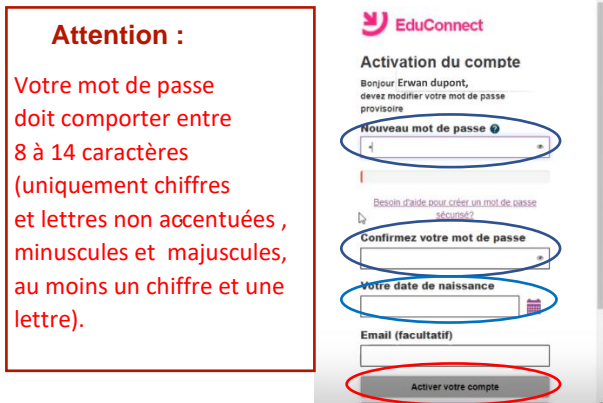 Attention :
Votre mot de passe
doit comporter entre
8 à 14 caractères
(uniquement chiffres
et lettres non accentuées ,
minuscules et majuscules,
au moins un chiffre et une
lettre).
EduConnect
Activation du compte
Bonjour Erwan dupont,
devez modifier votre mot de passe
provisoire
Nouveau mot de passe ?
Besoin d'aide pour créer un mot de passe
sécurisé?
Confirmez votre mot de passe
Votre date de naissance
Email (facultatif)
Activer votre compte